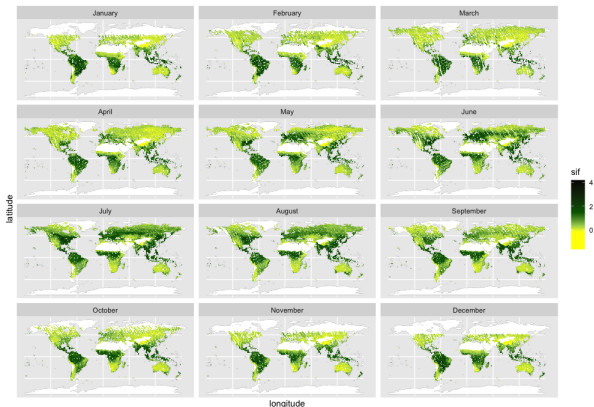 January
February
March
April
May
June
July
August
September
October
November
December
latitude
longitude
sif
4
2
0